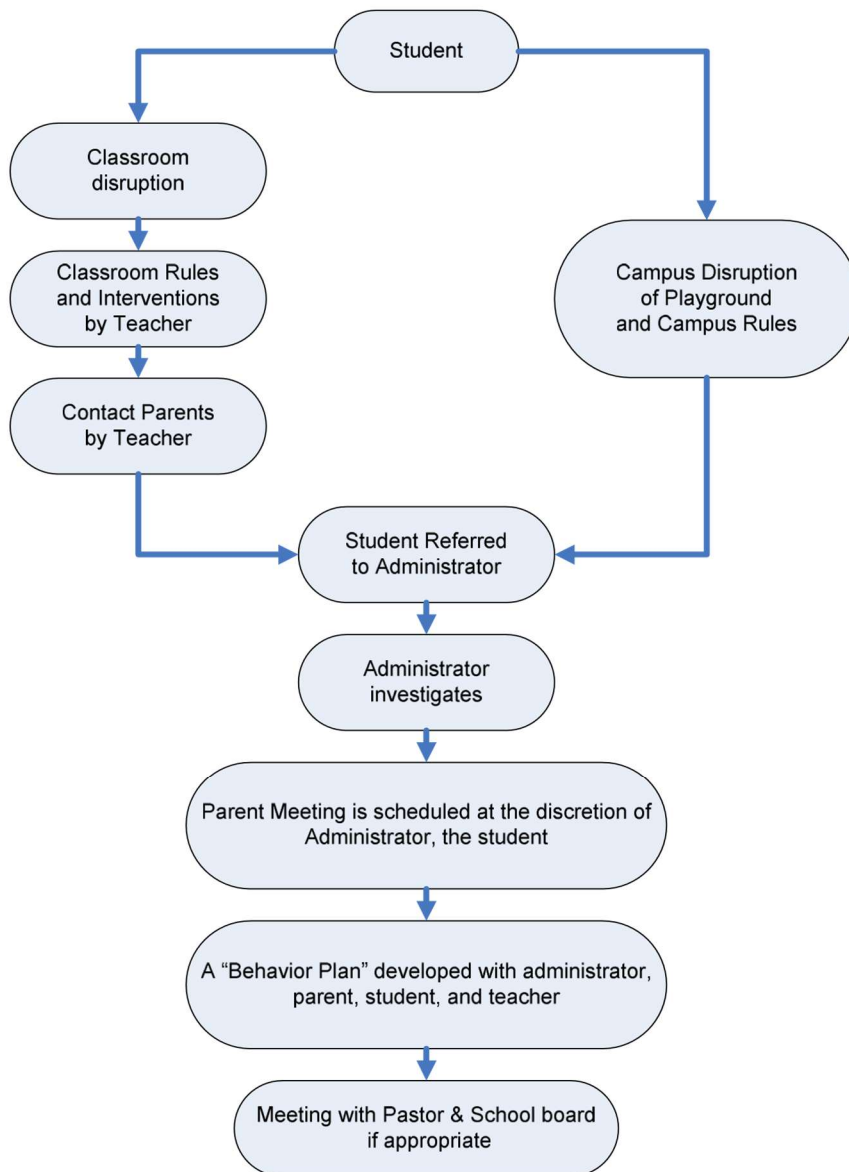 Student
Classroom
disruption
Classroom Rules
and Interventions
by Teacher
Campus Disruption
of Playground
and Campus Rules
Contact Parents
by Teacher
Student Referred
to Administrator
Administrator
investigates
Parent Meeting is scheduled at the discretion of
Administrator, the student
A “Behavior Plan” developed with administrator,
parent, student, and teacher
Meeting with Pastor & School board
if appropriate